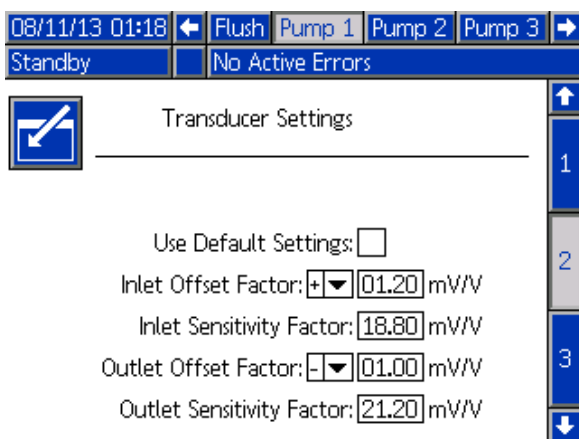 08/11/13 01:18 Flush Pump 1 Pump 2 Pump 3
Standby No Active Errors
Transducer Settings
1
Use Default Settings:
2
Inlet Offset Factor: + 01.20 mV/V
Inlet Sensitivity Factor: 18.80 mV/V
3
Outlet Offset Factor: - 01.00 mV/V
Outlet Sensitivity Factor: 21.20 mV/V